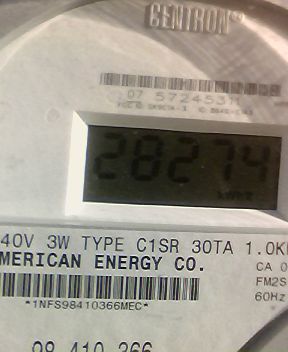 CENTRON®
07 572453M
28274
40V 3W TYPE C1SR 30TA 1.0K
MERICAN ENERGY CO.
CA 0
FM2S
60Hz
*1NFS98410366MEC*
98 410 366